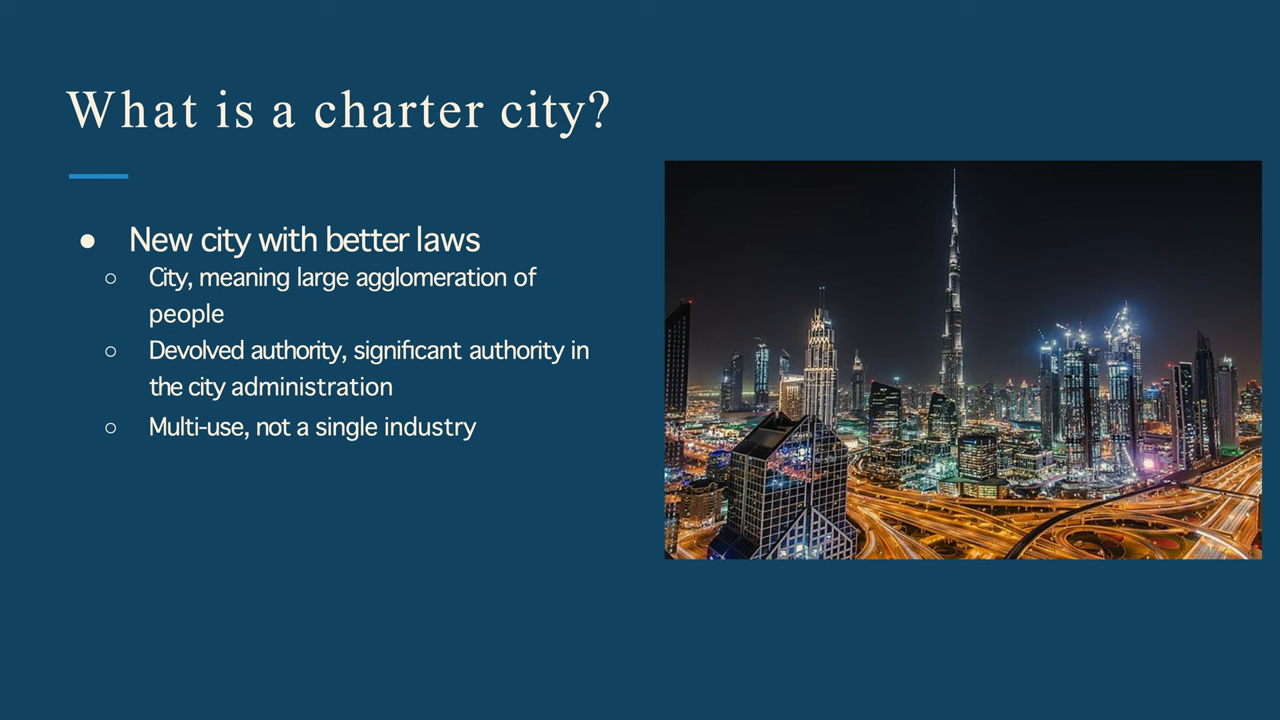 What is a charter city?
● New city with better laws
○ City, meaning large agglomeration of
people
○ Devolved authority, significant authority in
the city administration
○ Multi-use, not a single industry